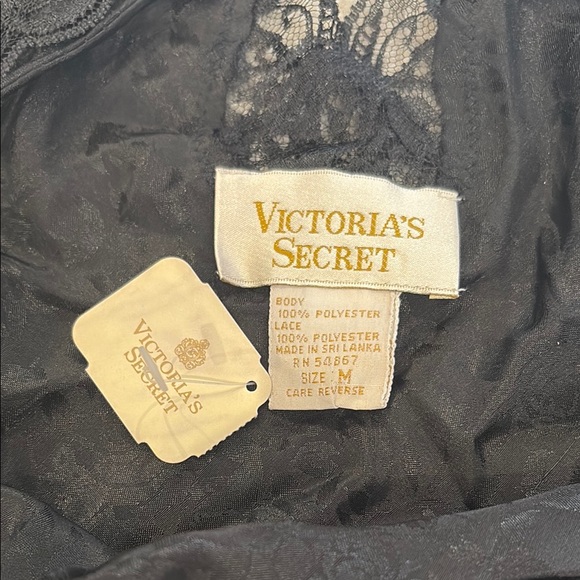 VICTORIA'S
SECRET
BODY
100% POLYESTER
LACE
100% POLYESTER
MADE IN SRI LANKA
RN 54867
SIZE : M
CARE REVERSE
VICTORIA'S
SECRET